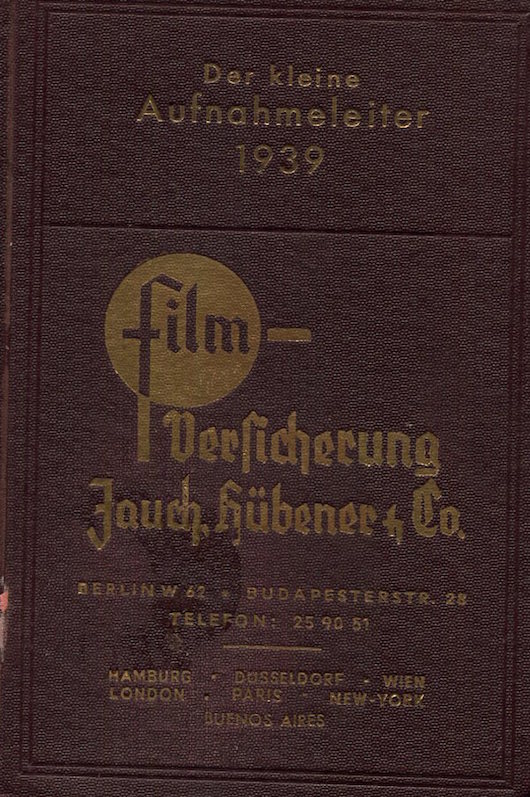 Der kleine
Aufnahmeleiter
1939
film-
Versicherung
Jauch, Hübener & Co.
BERLIN W 62 • BUDAPESTERSTR. 28
TELEFON: 25 90 51
HAMBURG · DÜSSELDORF · WIEN
LONDON · PARIS · NEW-YORK
BUENOS AIRES